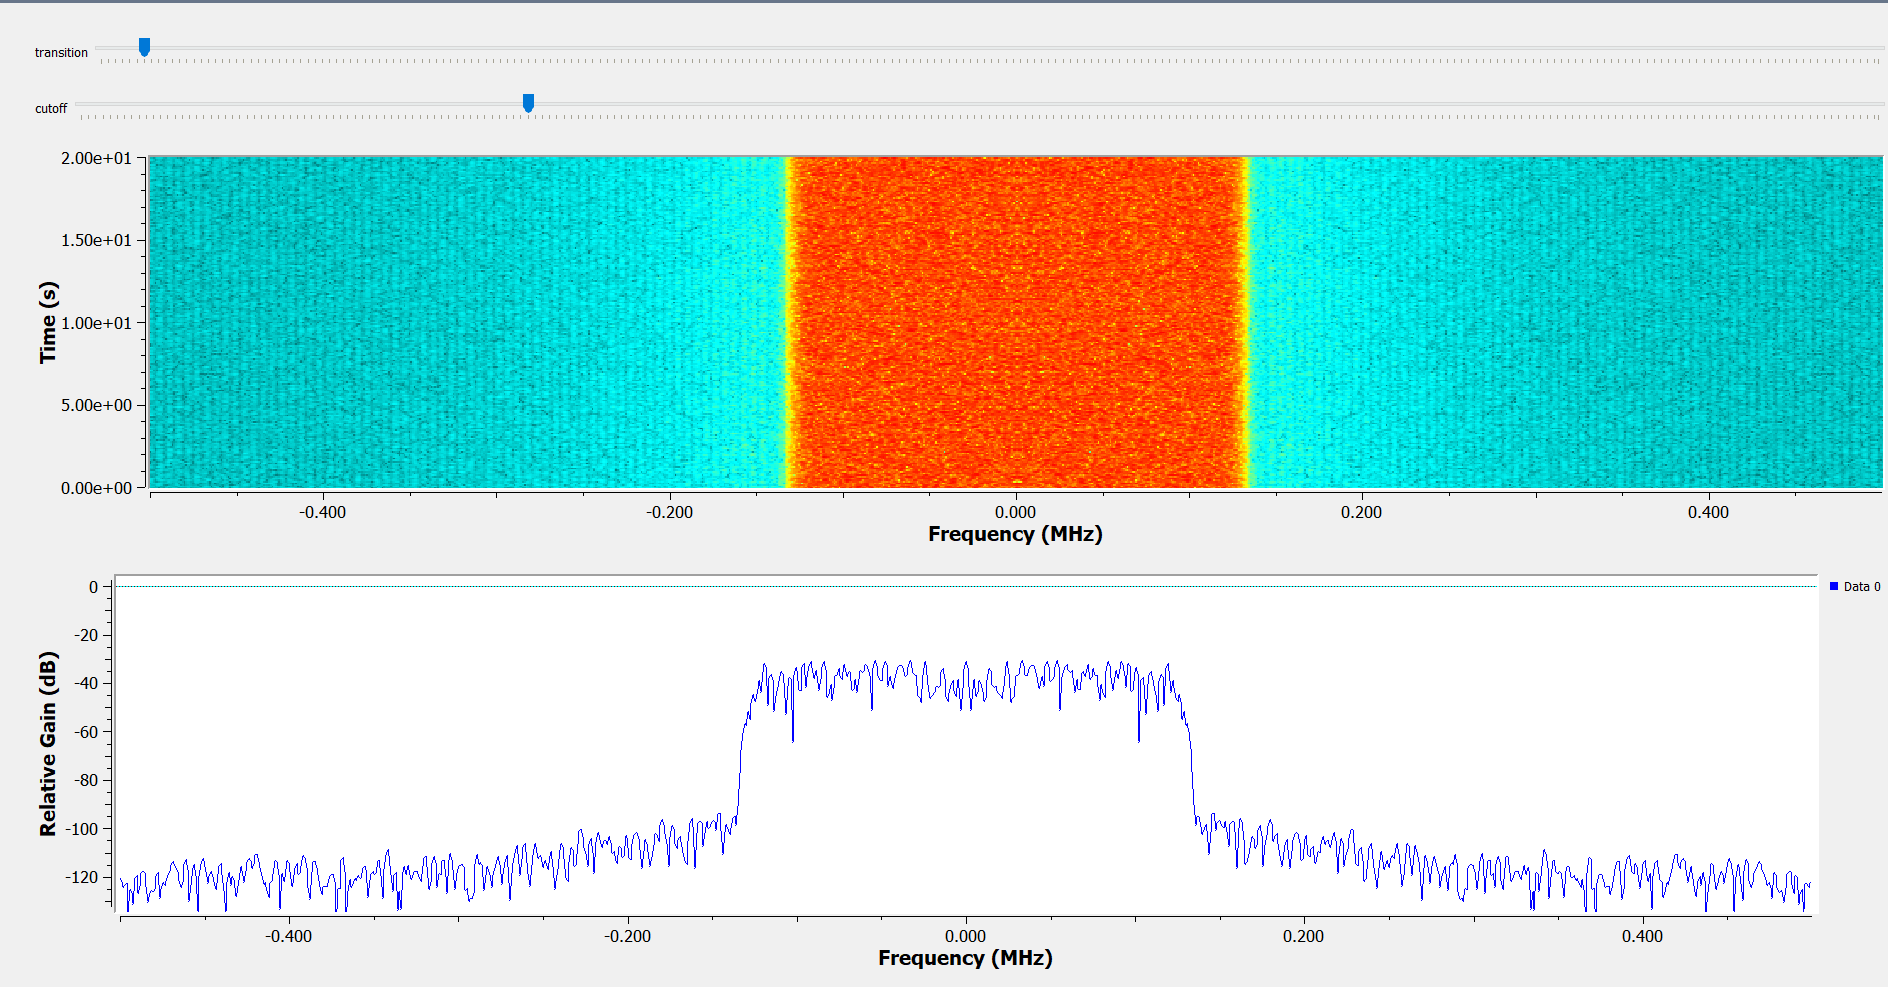 transition
cutoff
2.00e+01
1.50e+01
1.00e+01
5.00e+00
0.00e+00
Time (s)
-0.400 -0.200 0.000 0.200 0.400
Frequency (MHz)
0
-20
-40
-60
-80
-100
-120
Relative Gain (dB)
Data 0
-0.400 -0.200 0.000 0.200 0.400
Frequency (MHz)